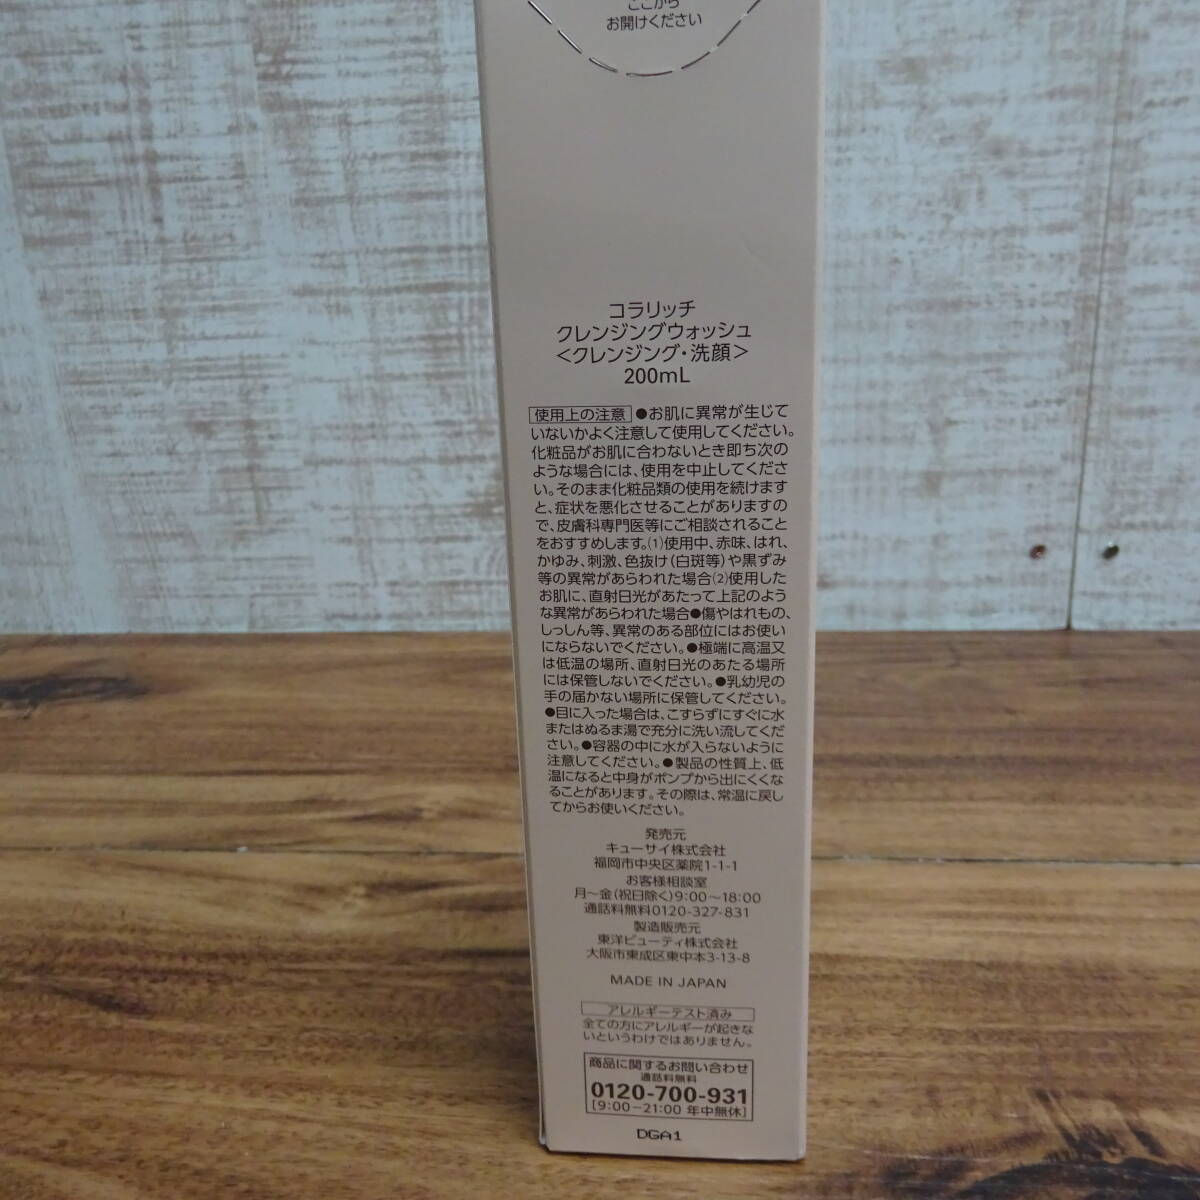 ここから
お開けください
コラリッチ
クレンジングウォッシュ
<クレンジング・洗顔>
200mL
使用上の注意 ●お肌に異常が生じて
いないかよく注意して使用してください。
化粧品がお肌に合わないとき即ち次の
ような場合には、使用を中止してくださ
い。そのまま化粧品類の使用を続けます
と、症状を悪化させることがありますの
で、皮膚科専門医等にご相談されること
をおすすめします。(1)使用中、赤味、はれ、
かゆみ、刺激、色抜け(白斑等)や黒ずみ
等の異常があらわれた場合(2)使用した
お肌に、直射日光があたって上記のよう
な異常があらわれた場合●傷やはれもの、
しっしん等、異常のある部位にはお使い
にならないでください。●極端に高温又
は低温の場所、直射日光のあたる場所
には保管しないでください。●乳幼児の
手の届かない場所に保管してください。
●目に入った場合は、こすらずにすぐに水
またはぬるま湯で充分に洗い流してくだ
さい。●容器の中に水が入らないように
注意してください。●製品の性質上、低
温になると中身がポンプから出にくくな
ることがあります。その際は、常温に戻し
てからお使いください。
発売元
キューサイ株式会社
福岡市中央区薬院1-1-1
お客様相談室
月〜金(祝日除く)9:00〜18:00
通話料無料0120-327-831
製造販売元
東洋ビューティ株式会社
大阪市東成区東中本3-13-8
MADE IN JAPAN
アレルギーテスト済み
全ての方にアレルギーが起きな
いというわけではありません。
商品に関するお問い合わせ
通話料無料
0120-700-931
[9:00-21:00 年中無休]
DGA1